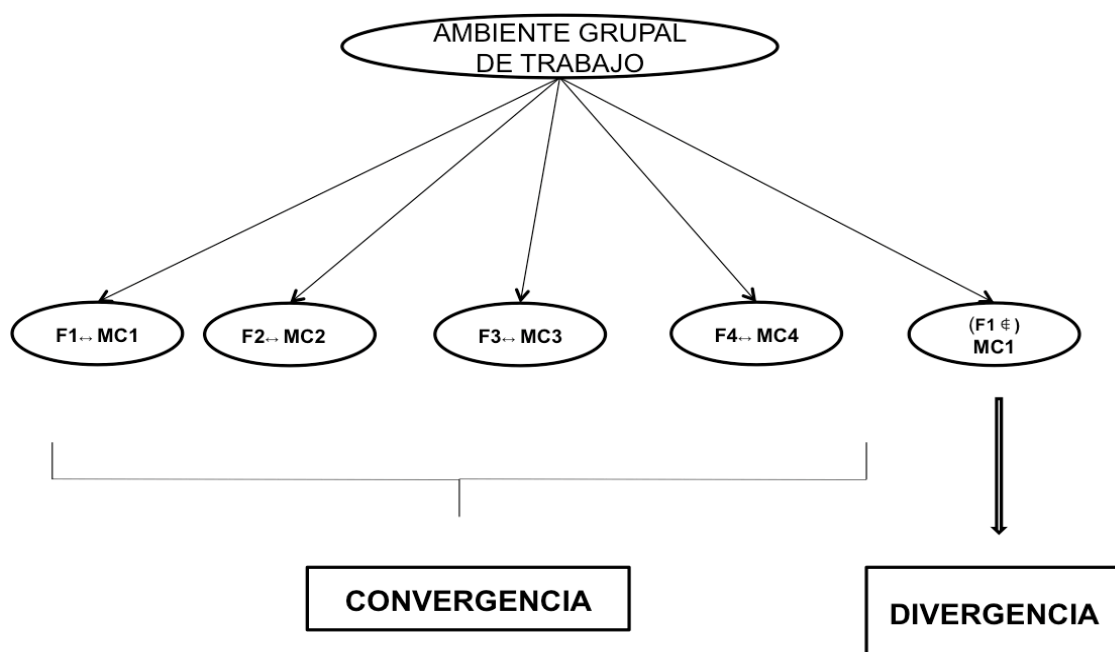 AMBIENTE GRUPAL
DE TRABAJO
F1↔MC1
F2↔MC2
F3↔MC3
F4↔MC4
(F1 ∉)
MC1
CONVERGENCIA
DIVERGENCIA